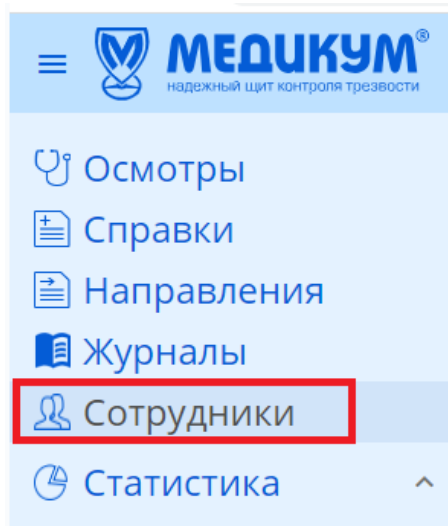 МЕДИКУМ®
надежный щит контроля трезвости
Осмотры
Справки
Направления
Журналы
Сотрудники
Статистика